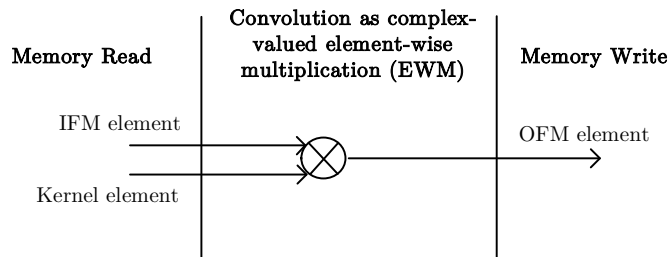 Memory Read
Convolution as complex-
valued element-wise
multiplication (EWM)
Memory Write
IFM element
Kernel element
OFM element